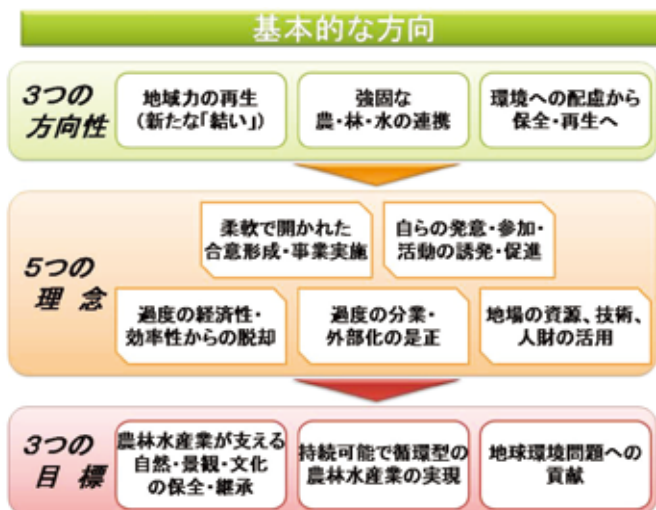 基本的な方向
3つの
方向性
地域力の再生
(新たな「結い」)
強固な
農・林・水の連携
環境への配慮から
保全・再生へ
5つの
理 念
柔軟で開かれた
合意形成・事業実施
自らの発意・参加・
活動の誘発・促進
過度の経済性・
効率性からの脱却
過度の分業・
外部化の是正
地場の資源、技術、
人財の活用
3つの
目 標
農林水産業が支える
自然・景観・文化
の保全・継承
持続可能で循環型の
農林水産業の実現
地球環境問題への
貢献